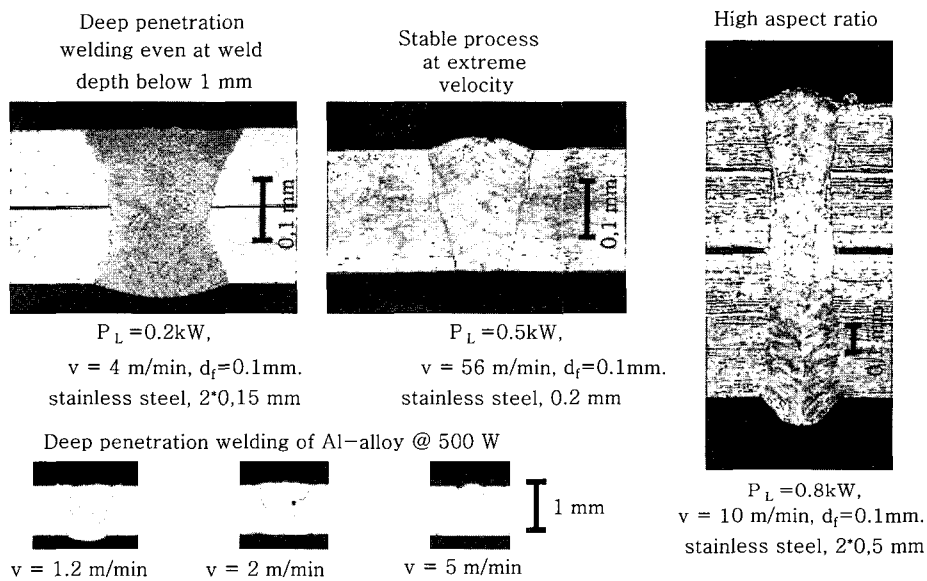 Deep penetration
welding even at weld
depth below 1 mm
0,1 mm
P L =0.2kW,
v = 4 m/min, df=0.1mm.
stainless steel, 2*0,15 mm
Stable process
at extreme
velocity
0,1 mm
P L =0.5kW,
v = 56 m/min, df=0.1mm.
stainless steel, 0.2 mm
High aspect ratio
0,1 mm
P L =0.8kW,
v = 10 m/min, df=0.1mm.
stainless steel, 2*0,5 mm
Deep penetration welding of Al-alloy @ 500 W
1 mm
v = 1.2 m/min
v = 2 m/min
v = 5 m/min